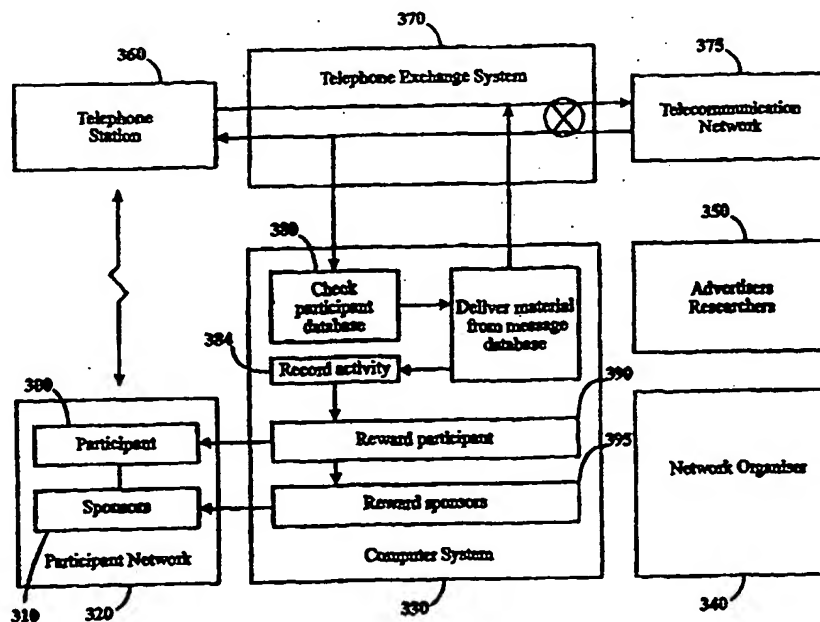 370
360
375
Telephone Exchange System
Telephone
Station
Telecommunication
Network
380
350
Check
participant
database
Deliver material
from message
database
Advertisers
Researchers
384
Record activity
300
390
Participant
Reward participant
395
Network Organiser
Sponsors
Reward sponsors
Participant Network
Computer System
310
320
330
340